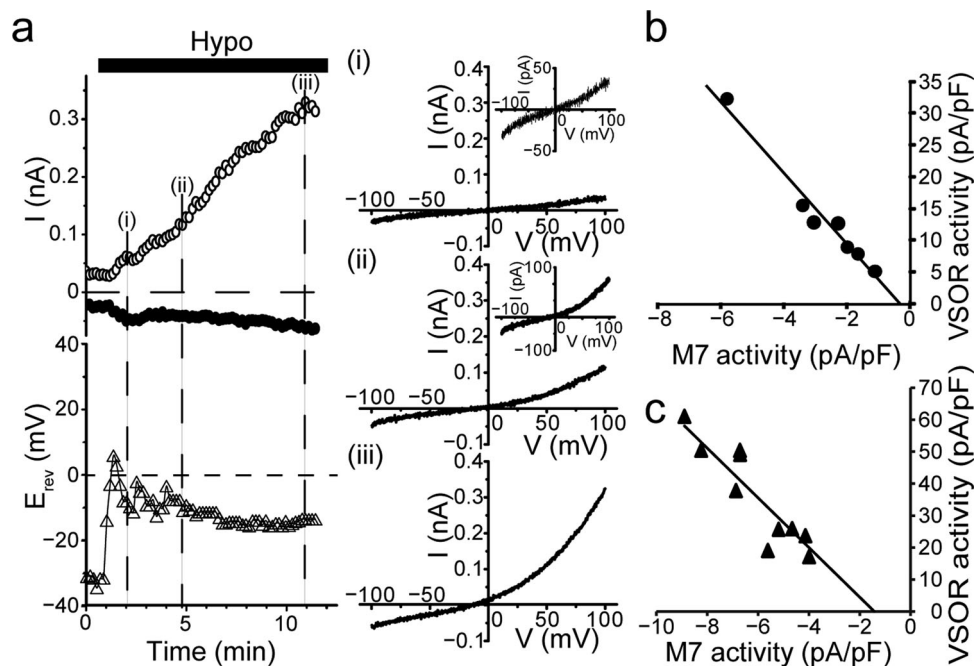 a
Hypo
(i)
(ii)
(iii)
I (nA)
0.3
0.2
0.1
0
E_rev (mV)
40
20
0
−20
−40
0 5 10
Time (min)
(i)
I (nA)
0.4
0.3
0.2
0.1
−0.1
−100 −50
0 50 100
V (mV)
I (pA)
50
−50
−100
0 100
V (mV)
(ii)
I (nA)
0.4
0.3
0.2
0.1
−0.1
−100 −50
0 50 100
V (mV)
I (pA)
100
−100
−100
0 100
V (mV)
(iii)
I (nA)
0.4
0.3
0.2
0.1
−0.1
−100 −50
0 50 100
V (mV)
b
VSOR activity (pA/pF)
35
30
25
20
15
10
5
0
−8 −6 −4 −2 0
M7 activity (pA/pF)
c
VSOR activity (pA/pF)
70
60
50
40
30
20
10
0
−10 −8 −6 −4 −2 0
M7 activity (pA/pF)